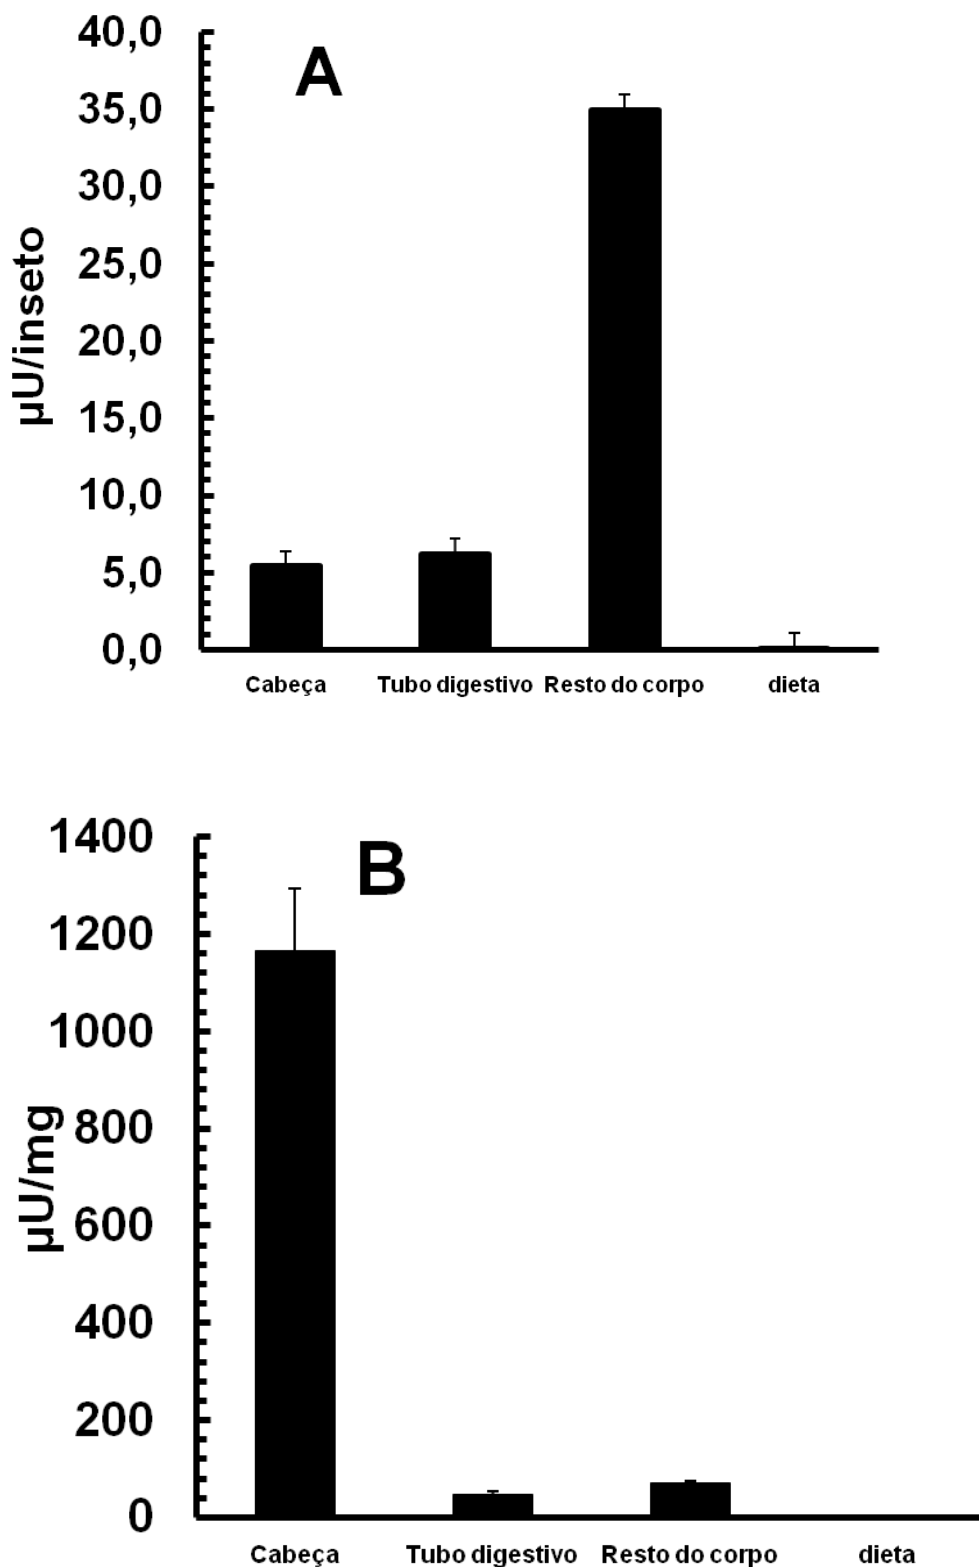 A
µU/inseto
40,0
35,0
30,0
25,0
20,0
15,0
10,0
5,0
0,0
Cabeça Tubo digestivo Resto do corpo dieta
B
µU/mg
1400
1200
1000
800
600
400
200
0
Cabeça Tubo digestivo Resto do corpo dieta